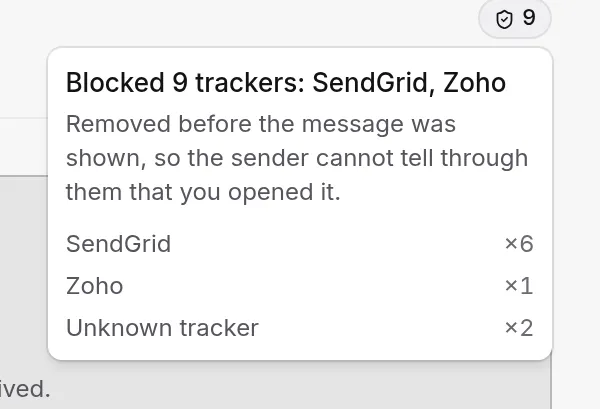 9
Blocked 9 trackers: SendGrid, Zoho
Removed before the message was
shown, so the sender cannot tell through
them that you opened it.
SendGrid ×6
Zoho ×1
Unknown tracker ×2
ived.